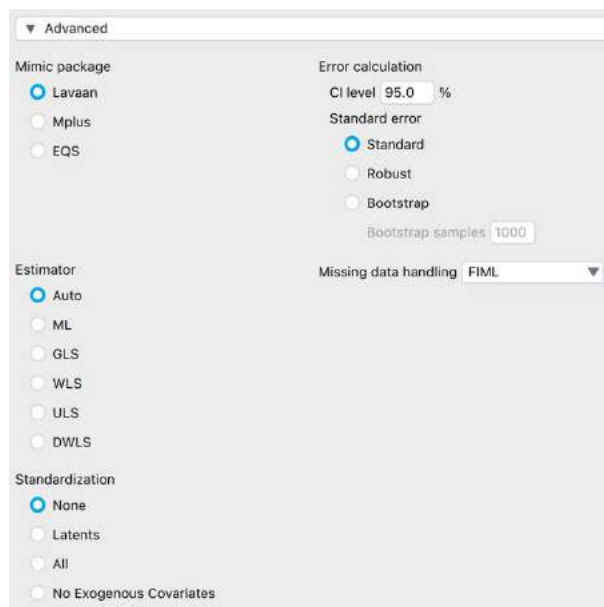 Advanced
Mimic package
Lavaan
Mplus
EQS
Error calculation
CI level 95.0 %
Standard error
Standard
Robust
Bootstrap
Bootstrap samples 1000
Estimator
Auto
ML
GLS
WLS
ULS
DWLS
Missing data handling FIML
Standardization
None
Latents
All
No Exogenous Covariates